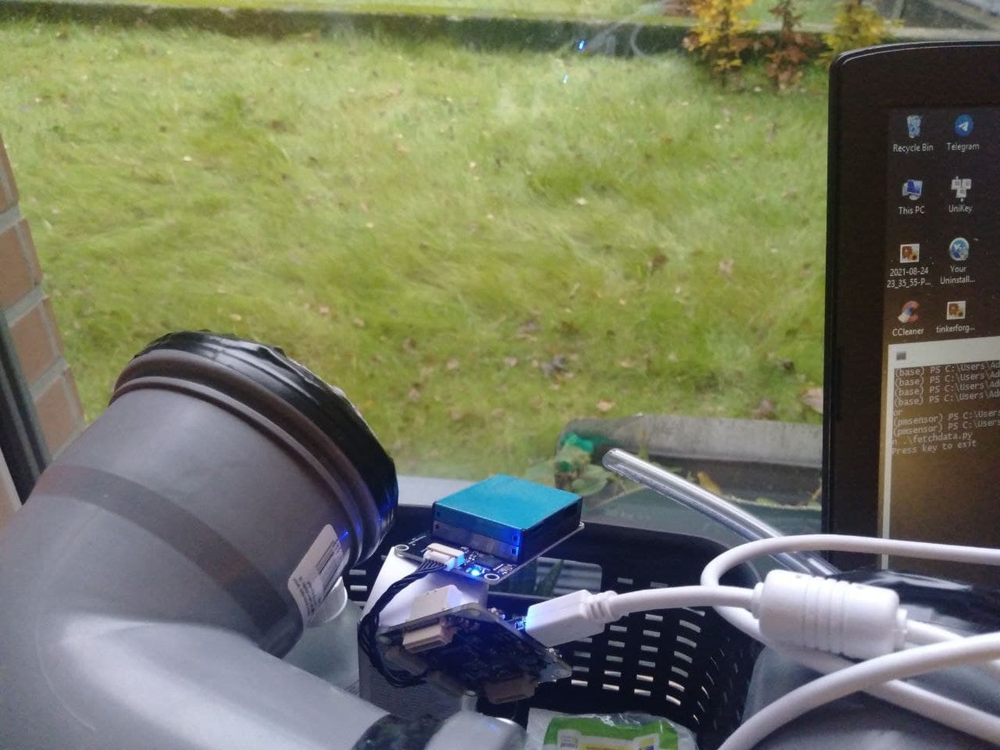 Recycle Bin
Telegram
This PC
UniKey
2021-08-24
23_35_55-P...
Your
Uninstall...
CCleaner
tinkerforg...
(base) PS C:\Users\Ad
(base) PS C:\Users\Ad
(base) PS C:\Users\Ad
(base) PS C:\Users\Ad
or
(pmsensor) PS C:\Users
(pmsensor) PS C:\Users
n .\fetchdata.py
Press key to exit